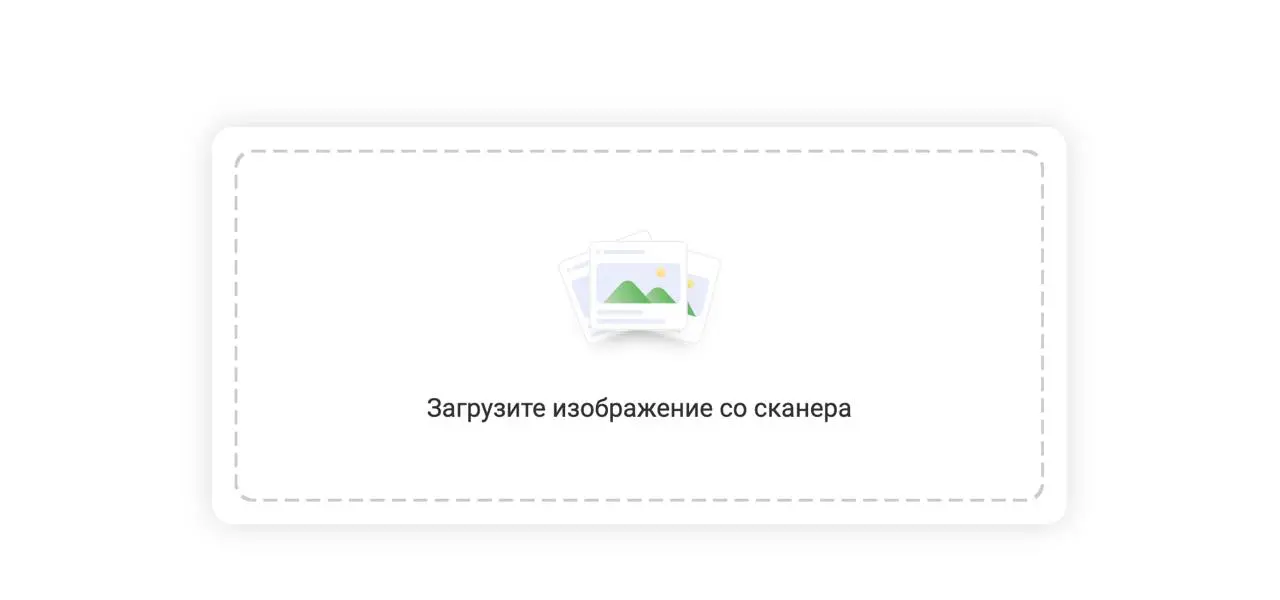 Загрузите изображение со сканера